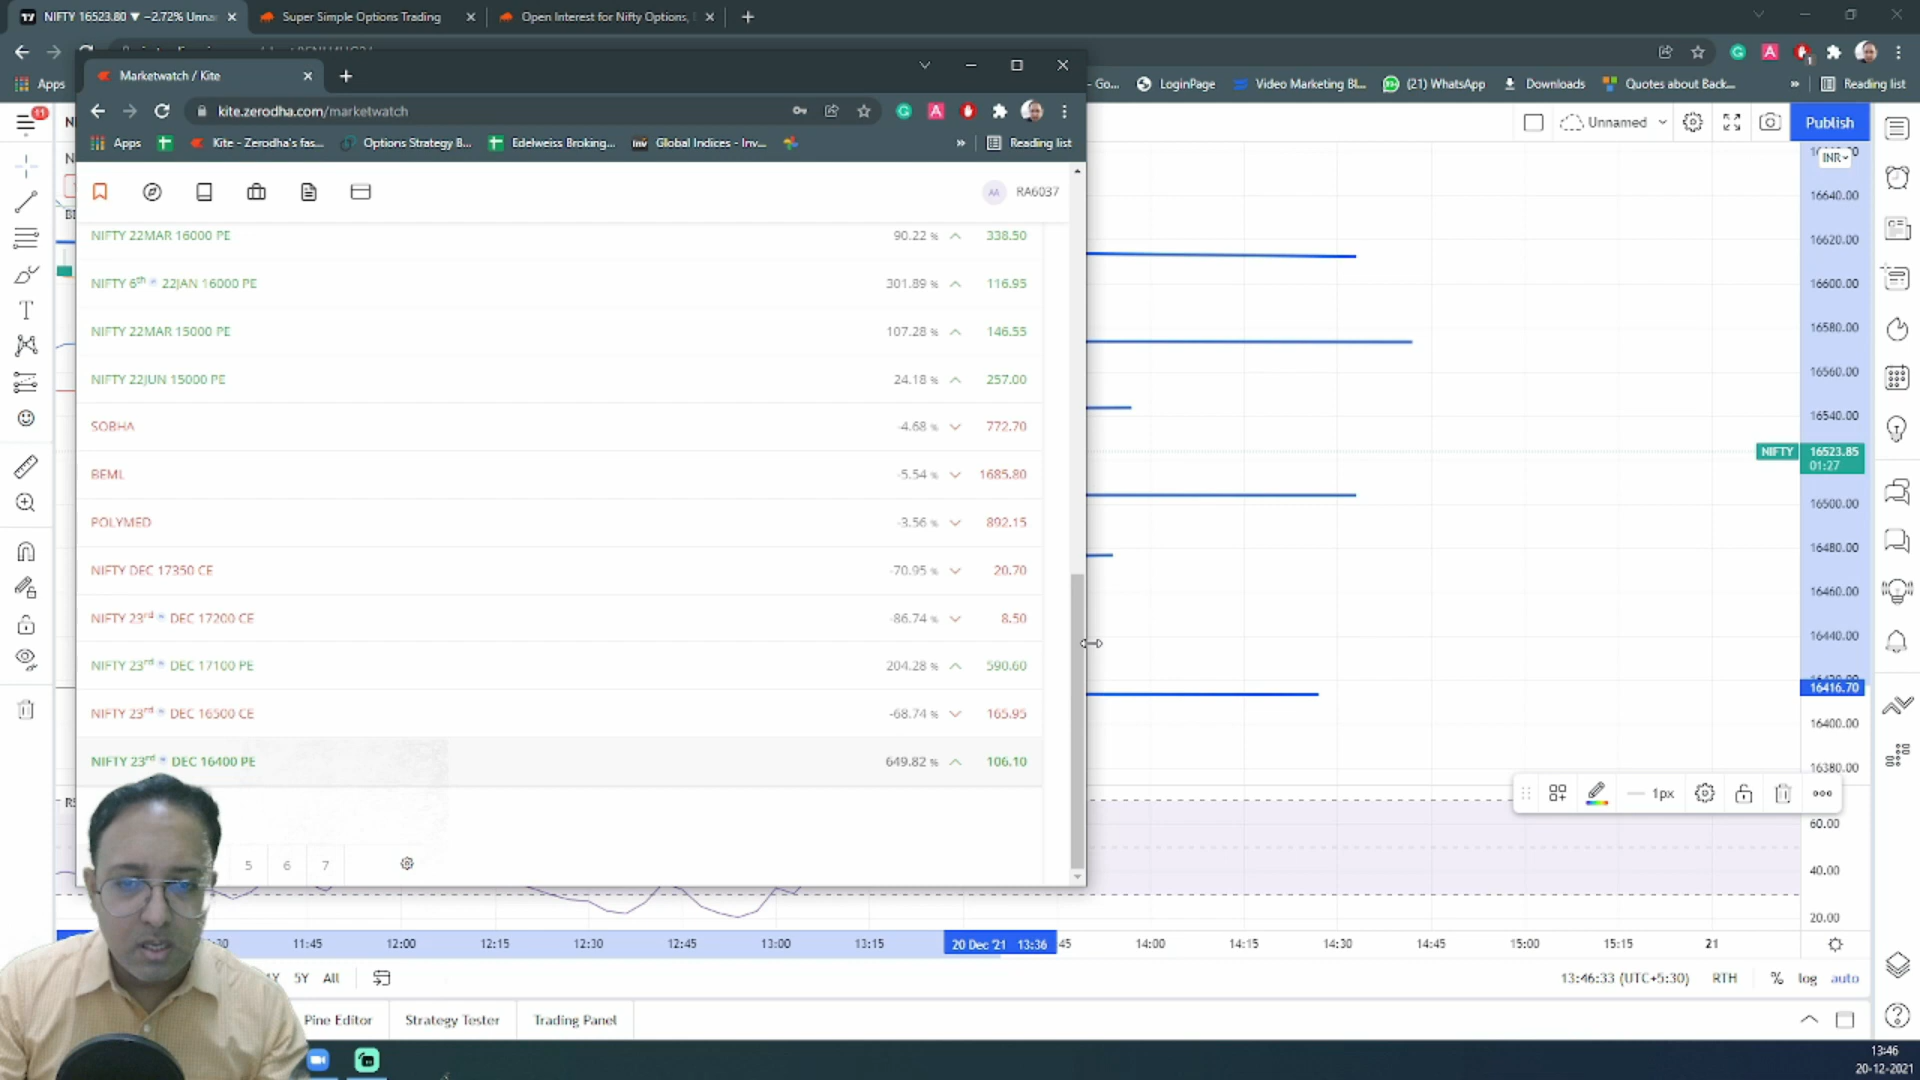 NIFTY 16523.80 ▼ −2.72% Unna
Super Simple Options Trading
Open Interest for Nifty Options,
Apps
Go...
LoginPage
Video Marketing Bl...
(21) WhatsApp
Downloads
Quotes about Back...
»
Reading list
Marketwatch / Kite
kite.zerodha.com/marketwatch
Apps
Kite - Zerodha's fas...
Options Strategy B...
Edelweiss Broking...
Global Indices - Inv...
»
Reading list
11
Unnamed
Publish
INR
AA RA6037
NIFTY 22MAR 16000 PE 90.22 % 338.50
NIFTY 6th 22JAN 16000 PE 301.89 % 116.95
NIFTY 22MAR 15000 PE 107.28 % 146.55
NIFTY 22JUN 15000 PE 24.18 % 257.00
SOBHA -4.68 % 772.70
BEML -5.54 % 1685.80
POLYMED -3.56 % 892.15
NIFTY DEC 17350 CE -70.95 % 20.70
NIFTY 23rd DEC 17200 CE -86.74 % 8.50
NIFTY 23rd DEC 17100 PE 204.28 % 590.60
NIFTY 23rd DEC 16500 CE -68.74 % 165.95
NIFTY 23rd DEC 16400 PE 649.82 % 106.10
5 6 7
16640.00
16620.00
16600.00
16580.00
16560.00
16540.00
NIFTY 16523.85
01:27
16500.00
16480.00
16460.00
16440.00
16416.70
16400.00
16380.00
1px
60.00
40.00
20.00
11:45 12:00 12:15 12:30 12:45 13:00 13:15 20 Dec '21 13:36 45 14:00 14:15 14:30 14:45 15:00 15:15 21
5Y All
13:46:33 (UTC+5:30) RTH % log auto
Pine Editor Strategy Tester Trading Panel
13:46
20-12-2021